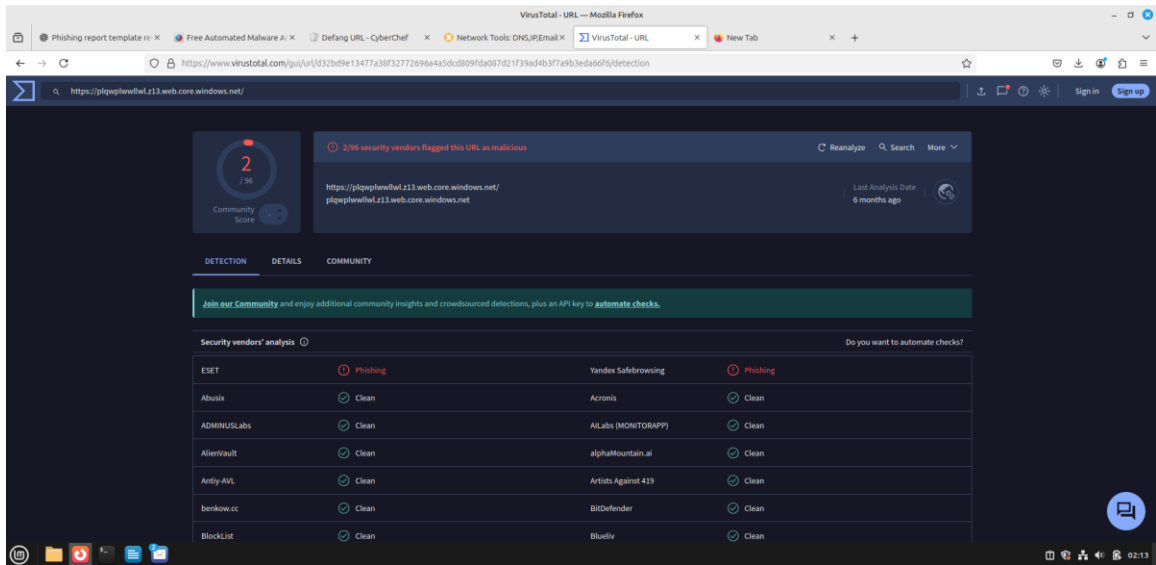 VirusTotal - URL — Mozilla Firefox
Phishing report template re
Free Automated Malware A
Defang URL - CyberChef
Network Tools: DNS,IP,Email
VirusTotal - URL
New Tab
https://www.virustotal.com/gui/url/d32bd9e13477a38f32772696a4a5dcd809fda087d21f39ad4b3f7a9b3eda66f6/detection
https://plqwplwwllwl.z13.web.core.windows.net/
Sign in
Sign up
2
/ 96
Community
Score
2/96 security vendors flagged this URL as malicious
Reanalyze
Search
More
https://plqwplwwllwl.z13.web.core.windows.net/
plqwplwwllwl.z13.web.core.windows.net
Last Analysis Date
6 months ago
DETECTION DETAILS COMMUNITY
Join our Community and enjoy additional community insights and crowdsourced detections, plus an API key to automate checks.
Security vendors' analysis
Do you want to automate checks?
ESET Phishing Yandex Safebrowsing Phishing
Abusix Clean Acronis Clean
ADMINUSLabs Clean AILabs (MONITORAPP) Clean
AlienVault Clean alphaMountain.ai Clean
Antiy-AVL Clean Artists Against 419 Clean
benkow.cc Clean BitDefender Clean
BlockList Clean Blueliv Clean
02:13